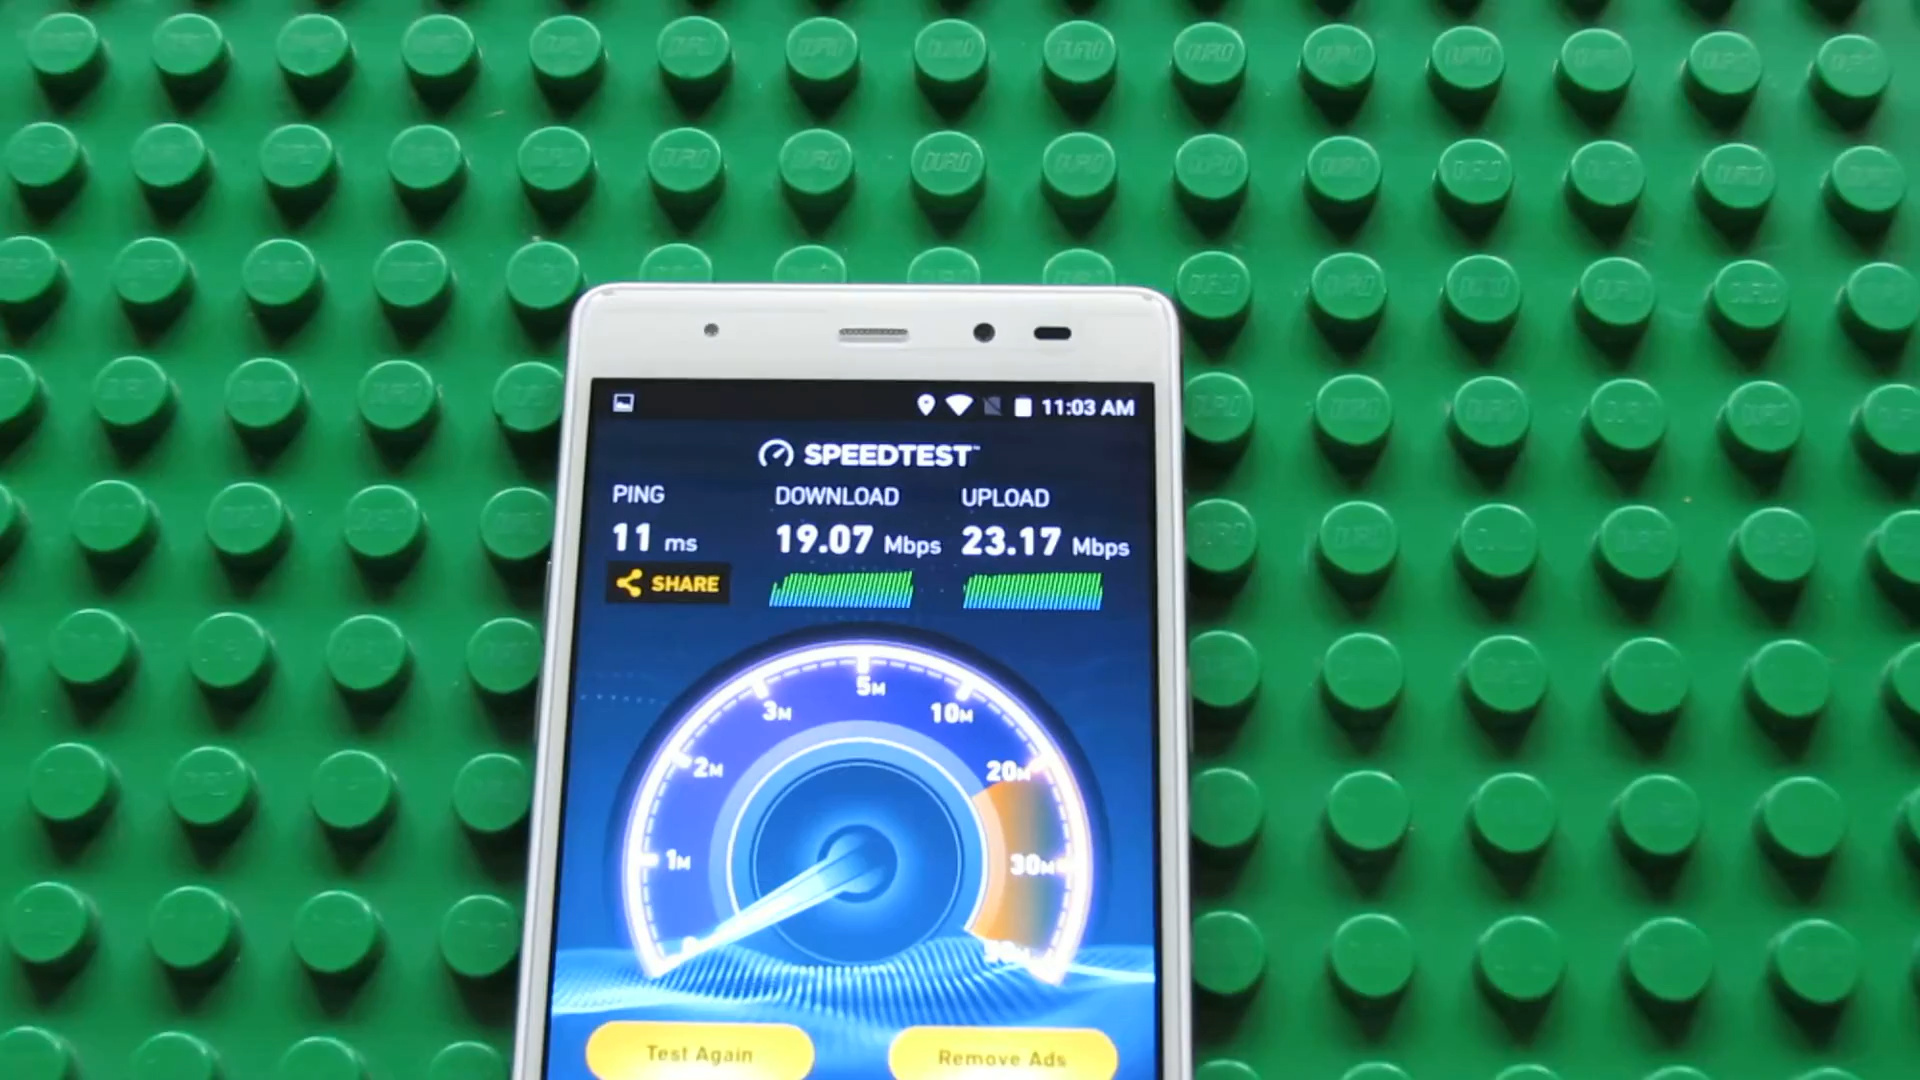 11:03 AM
SPEEDTEST™
PING DOWNLOAD UPLOAD
11 ms 19.07 Mbps 23.17 Mbps
SHARE
5M
3M 10M
2M 20M
1M 30M
Test Again Remove Ads